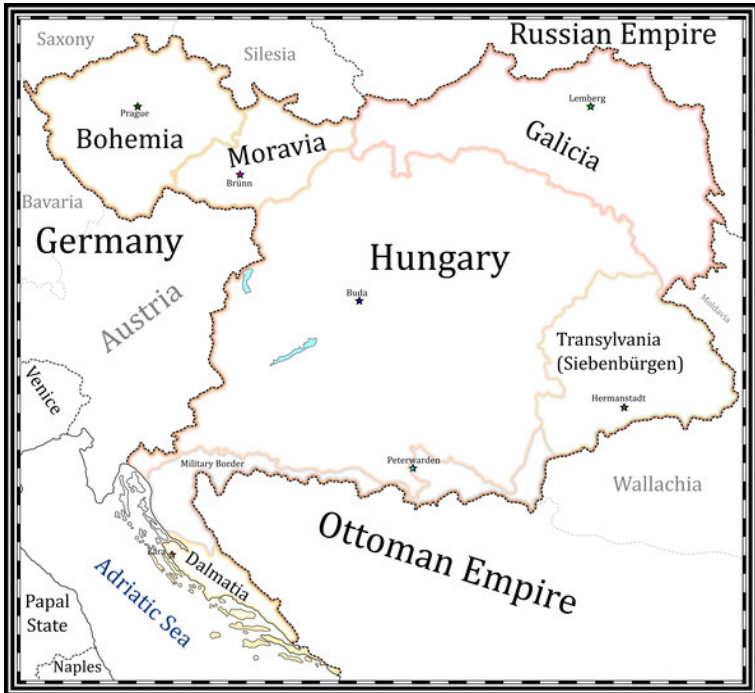 Russian Empire
Saxony
Silesia
Prague
Lemberg
Bohemia
Moravia
Galicia
Brünn
Bavaria
Germany
Hungary
Austria
Buda
Moldavia
Transylvania
(Siebenbürgen)
Venice
Hermanstadt
Military Border
Peterwarden
Wallachia
Ottoman Empire
Zara
Dalmatia
Adriatic Sea
Papal
State
Naples